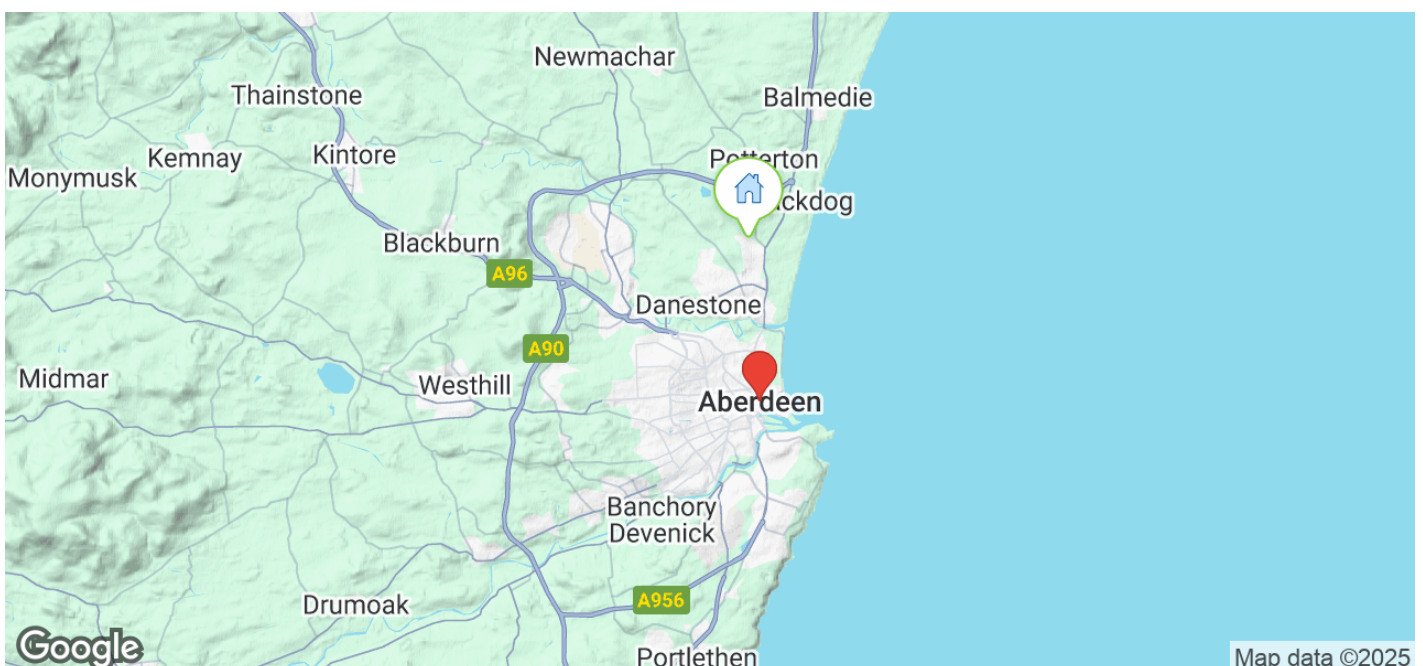 Newmachar
Thainstone
Balmedie
Kemnay
Kintore
Potterton
Monymusk
ckdog
Blackburn
A96
Danestone
A90
Midmar
Westhill
Aberdeen
Banchory
Devenick
Drumoak
A956
Google
Portlethen
Map data ©2025